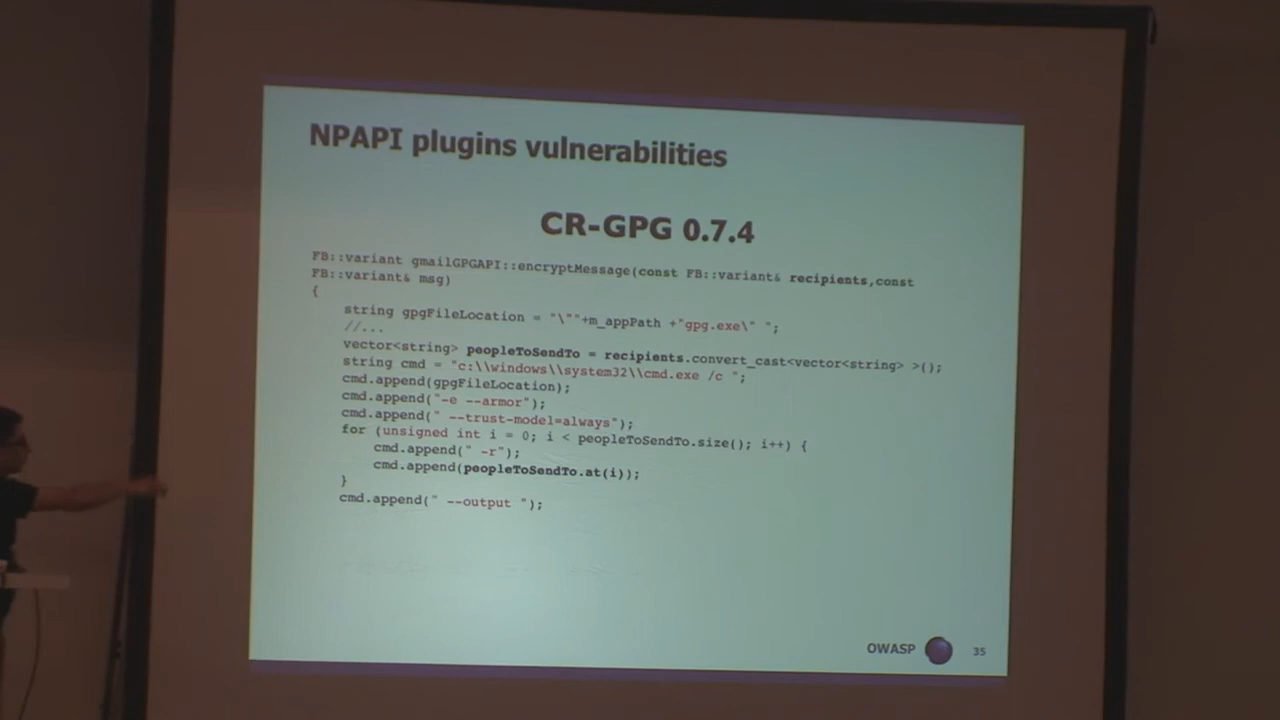 NPAPI plugins vulnerabilities
CR-GPG 0.7.4
FB::variant gmailGPGAPI::encryptMessage(const FB::variant& recipients,const
FB::variant& msg)
{
string gpgFileLocation = "\""+m_appPath +"gpg.exe\" ";
//...
vector<string> peopleToSendTo = recipients.convert_cast<vector<string> >();
string cmd = "c:\\windows\\system32\\cmd.exe /c ";
cmd.append(gpgFileLocation);
cmd.append("-e --armor");
cmd.append(" --trust-model=always");
for (unsigned int i = 0; i < peopleToSendTo.size(); i++) {
cmd.append(" -r");
cmd.append(peopleToSendTo.at(i));
}
cmd.append(" --output ");
OWASP 35